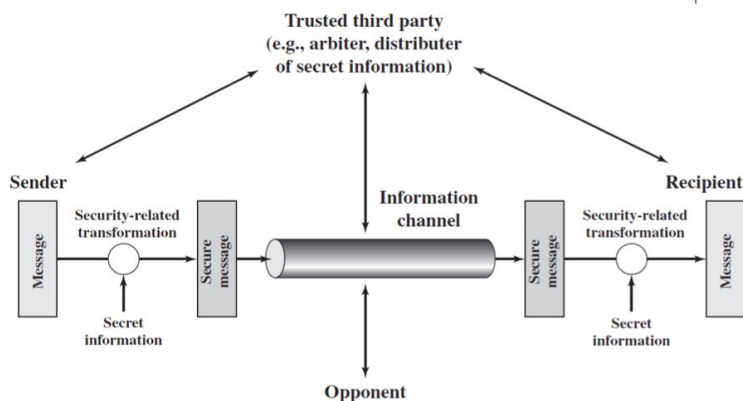 Trusted third party
(e.g., arbiter, distributer
of secret information)
Sender
Recipient
Information
channel
Security-related
transformation
Security-related
transformation
Message
Secure
message
Secure
message
Message
Secret
information
Secret
information
Opponent